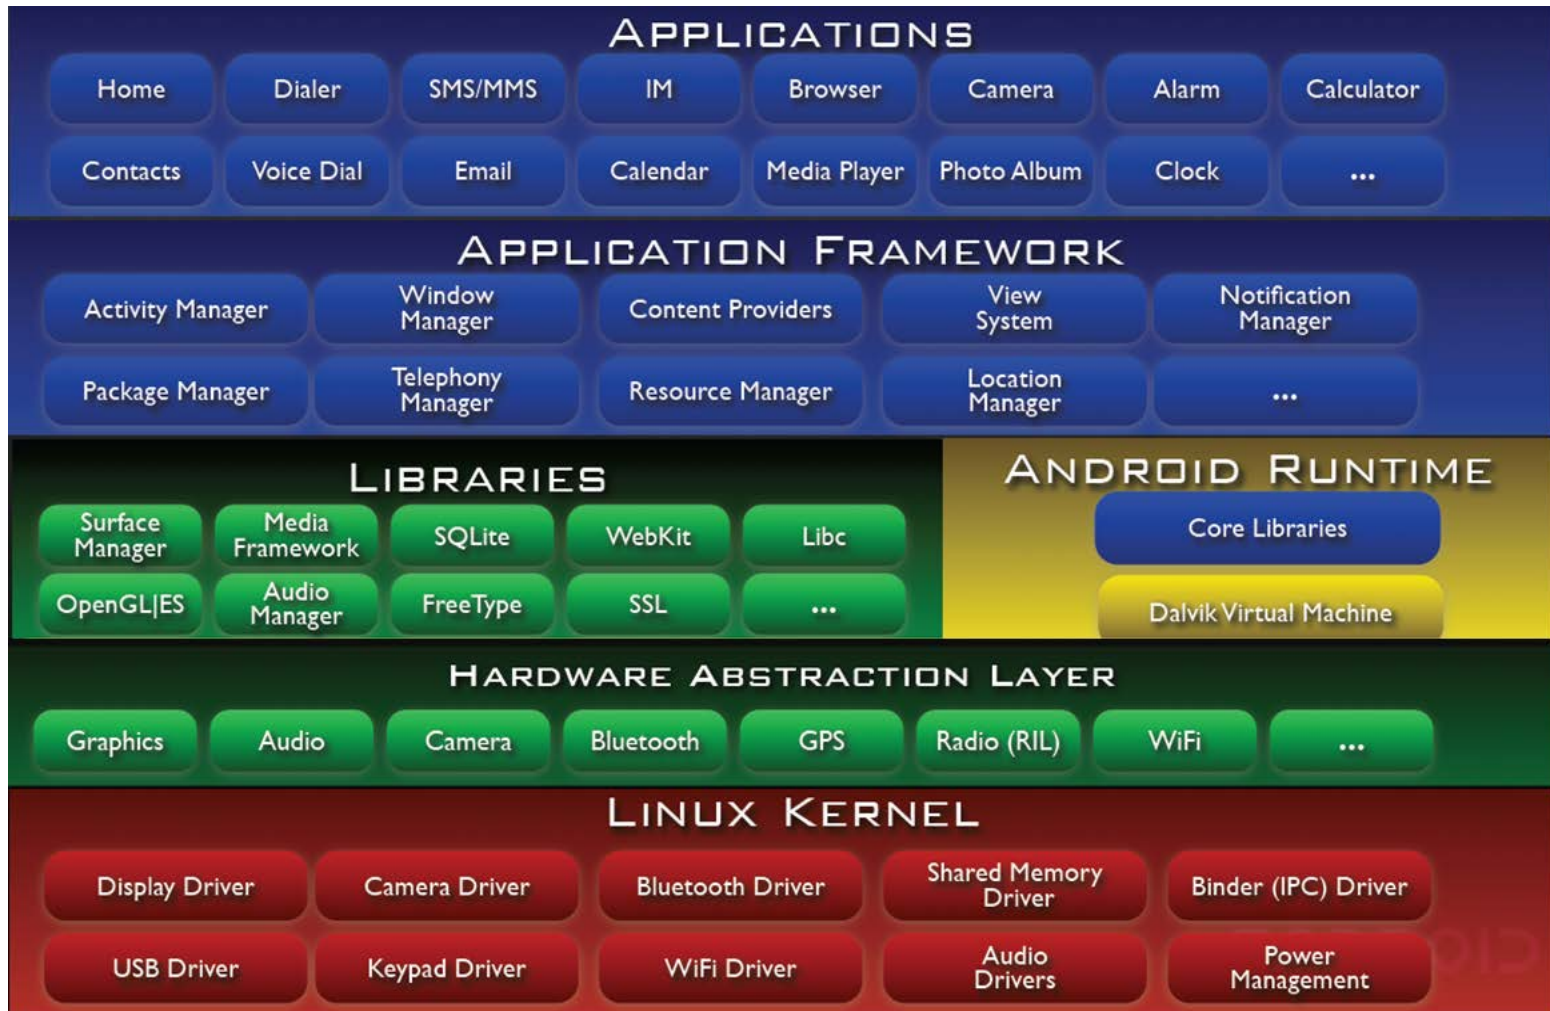 APPLICATIONS
Home
Dialer
SMS/MMS
IM
Browser
Camera
Alarm
Calculator
Contacts
Voice Dial
Email
Calendar
Media Player
Photo Album
Clock
...
APPLICATION FRAMEWORK
Activity Manager
Window
Manager
Content Providers
View
System
Notification
Manager
Package Manager
Telephony
Manager
Resource Manager
Location
Manager
...
LIBRARIES
Surface
Manager
Media
Framework
SQLite
WebKit
Libc
OpenGL|ES
Audio
Manager
FreeType
SSL
...
ANDROID RUNTIME
Core Libraries
Dalvik Virtual Machine
HARDWARE ABSTRACTION LAYER
Graphics
Audio
Camera
Bluetooth
GPS
Radio (RIL)
WiFi
...
LINUX KERNEL
Display Driver
Camera Driver
Bluetooth Driver
Shared Memory
Driver
Binder (IPC) Driver
USB Driver
Keypad Driver
WiFi Driver
Audio
Drivers
Power
Management